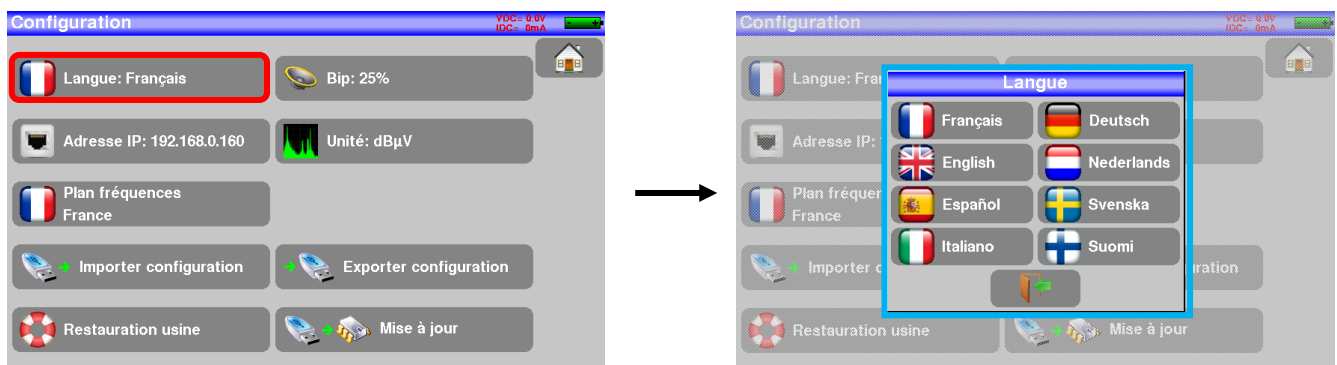 Configuration
VDC= 0.0V
IDC= 0mA
Langue: Français
Bip: 25%
Adresse IP: 192.168.0.160
Unité: dBµV
Plan fréquences
France
Importer configuration
Exporter configuration
Restauration usine
Mise à jour
Configuration
VDC= 0.0V
IDC= 0mA
Langue: Fra
Langue
Français
Deutsch
Adresse IP:
English
Nederlands
Plan fréquen
France
Español
Svenska
Italiano
Suomi
Importer c
uration
Restauration usine
Mise à jour